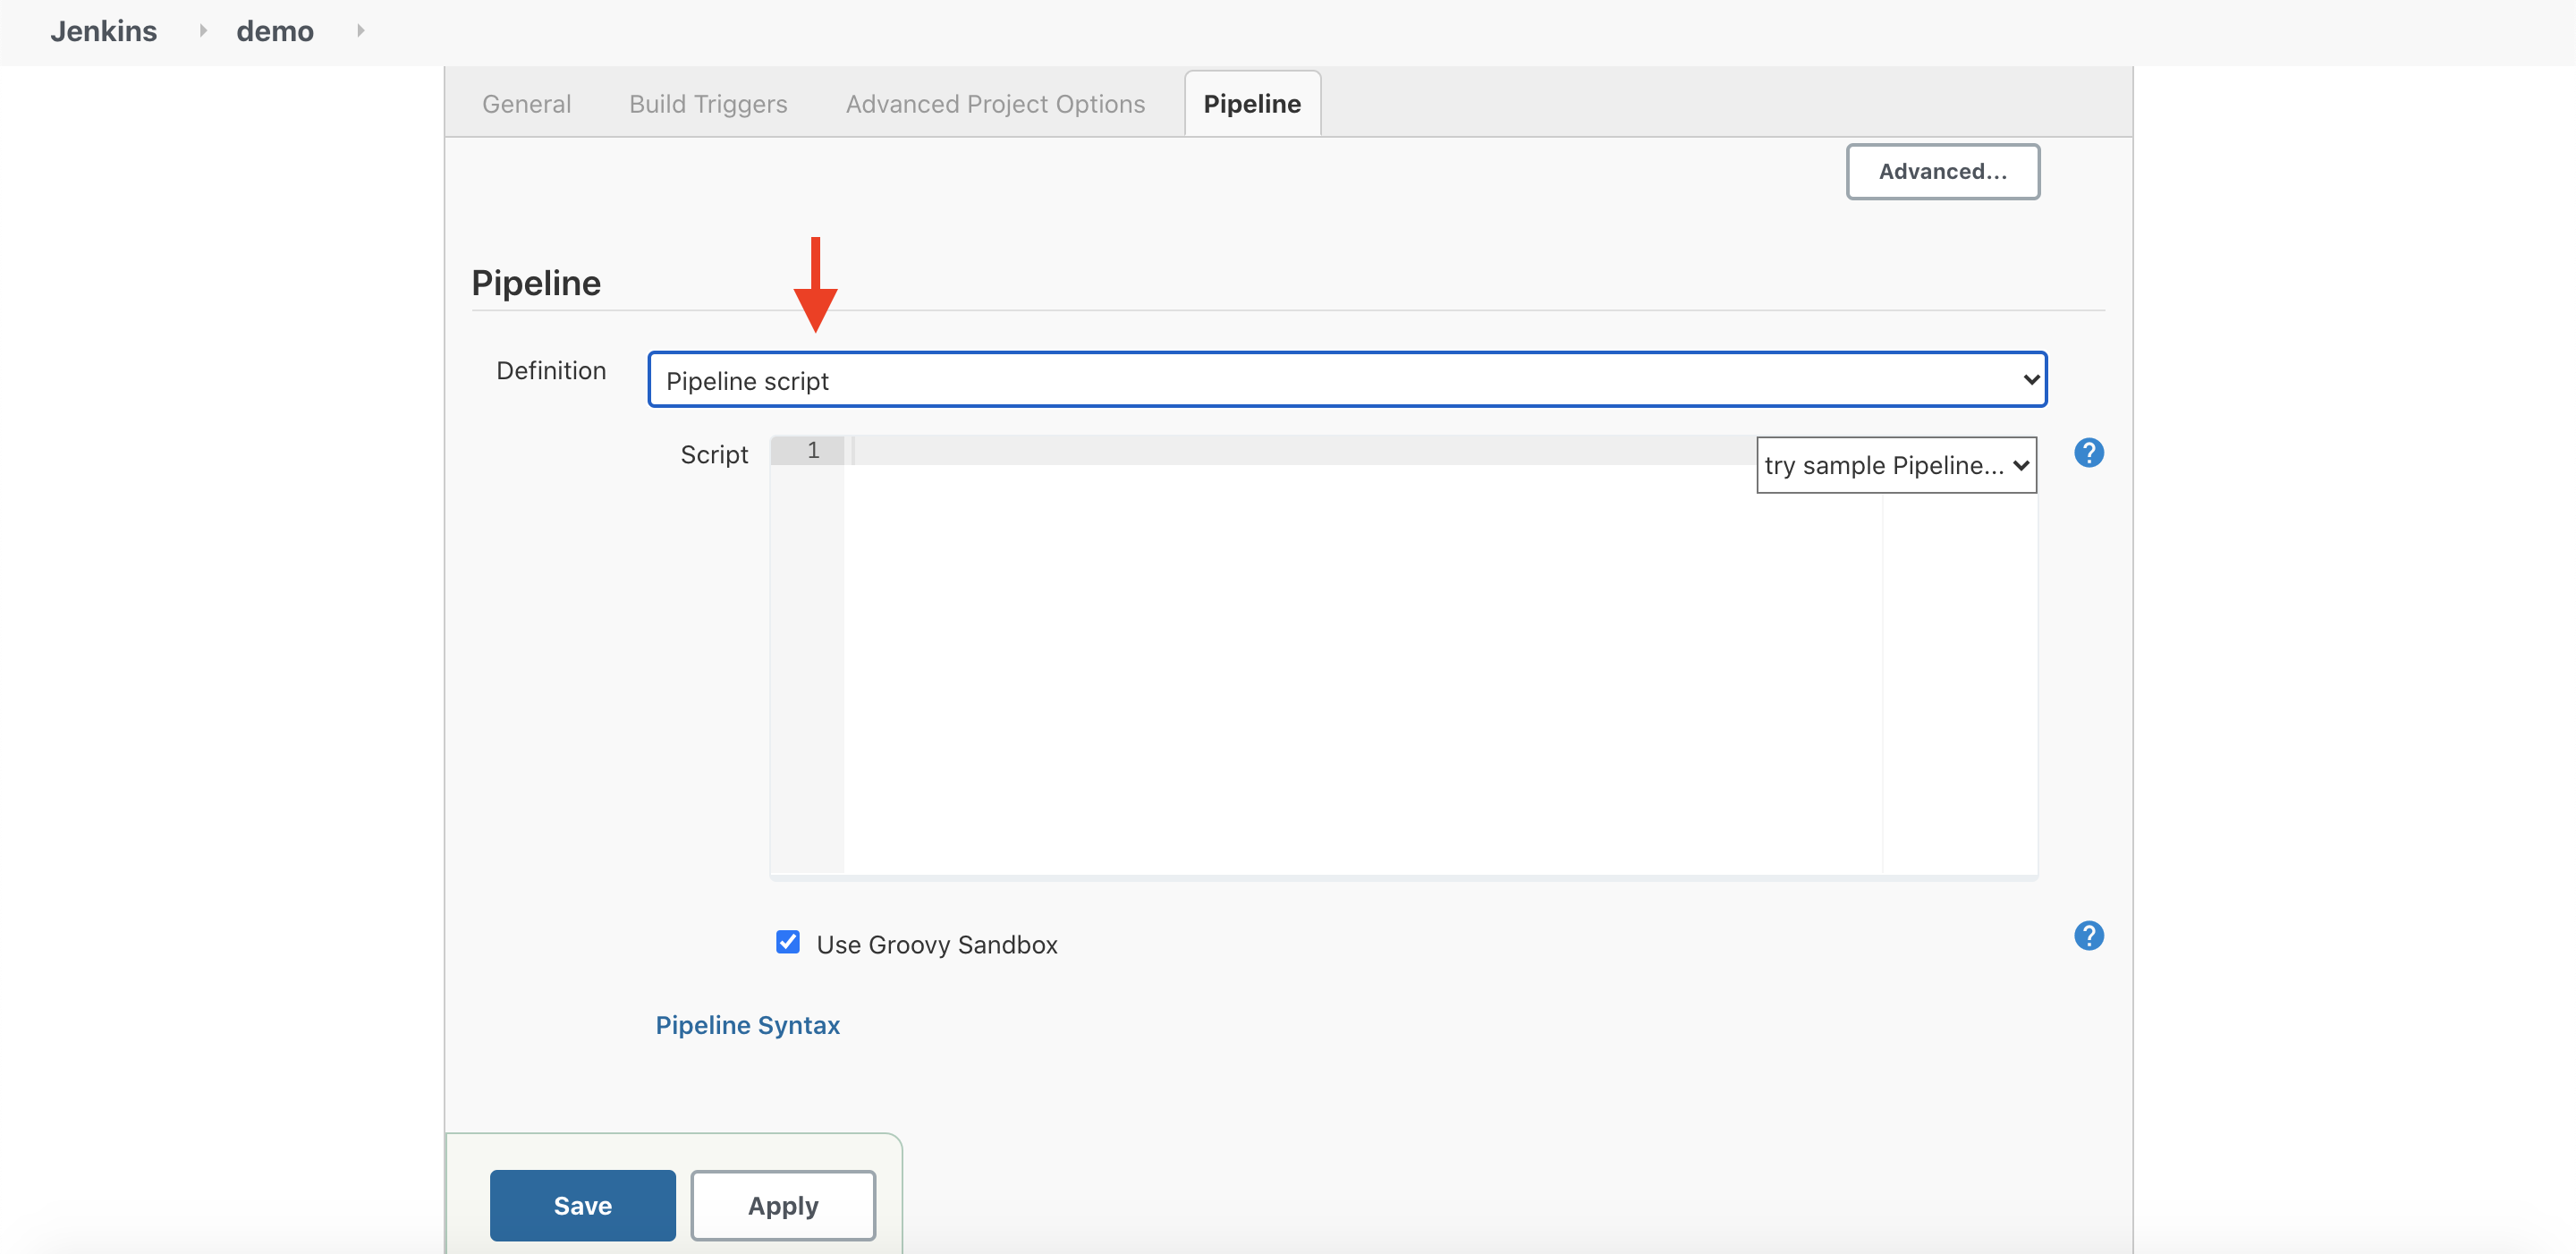 Jenkins demo
General Build Triggers Advanced Project Options Pipeline
Advanced...
Pipeline
Definition Pipeline script
Script 1 try sample Pipeline... ?
Use Groovy Sandbox ?
Pipeline Syntax
Save Apply